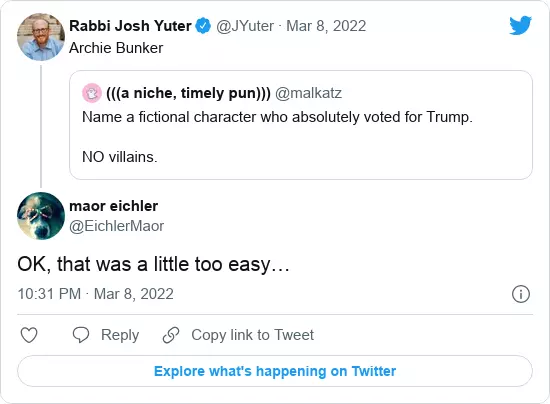 Rabbi Josh Yuter @JYuter · Mar 8, 2022
Archie Bunker
(((a niche, timely pun))) @malkatz
Name a fictional character who absolutely voted for Trump.
NO villains.
maor eichler
@EichlerMaor
OK, that was a little too easy…
10:31 PM · Mar 8, 2022
Reply Copy link to Tweet
Explore what's happening on Twitter